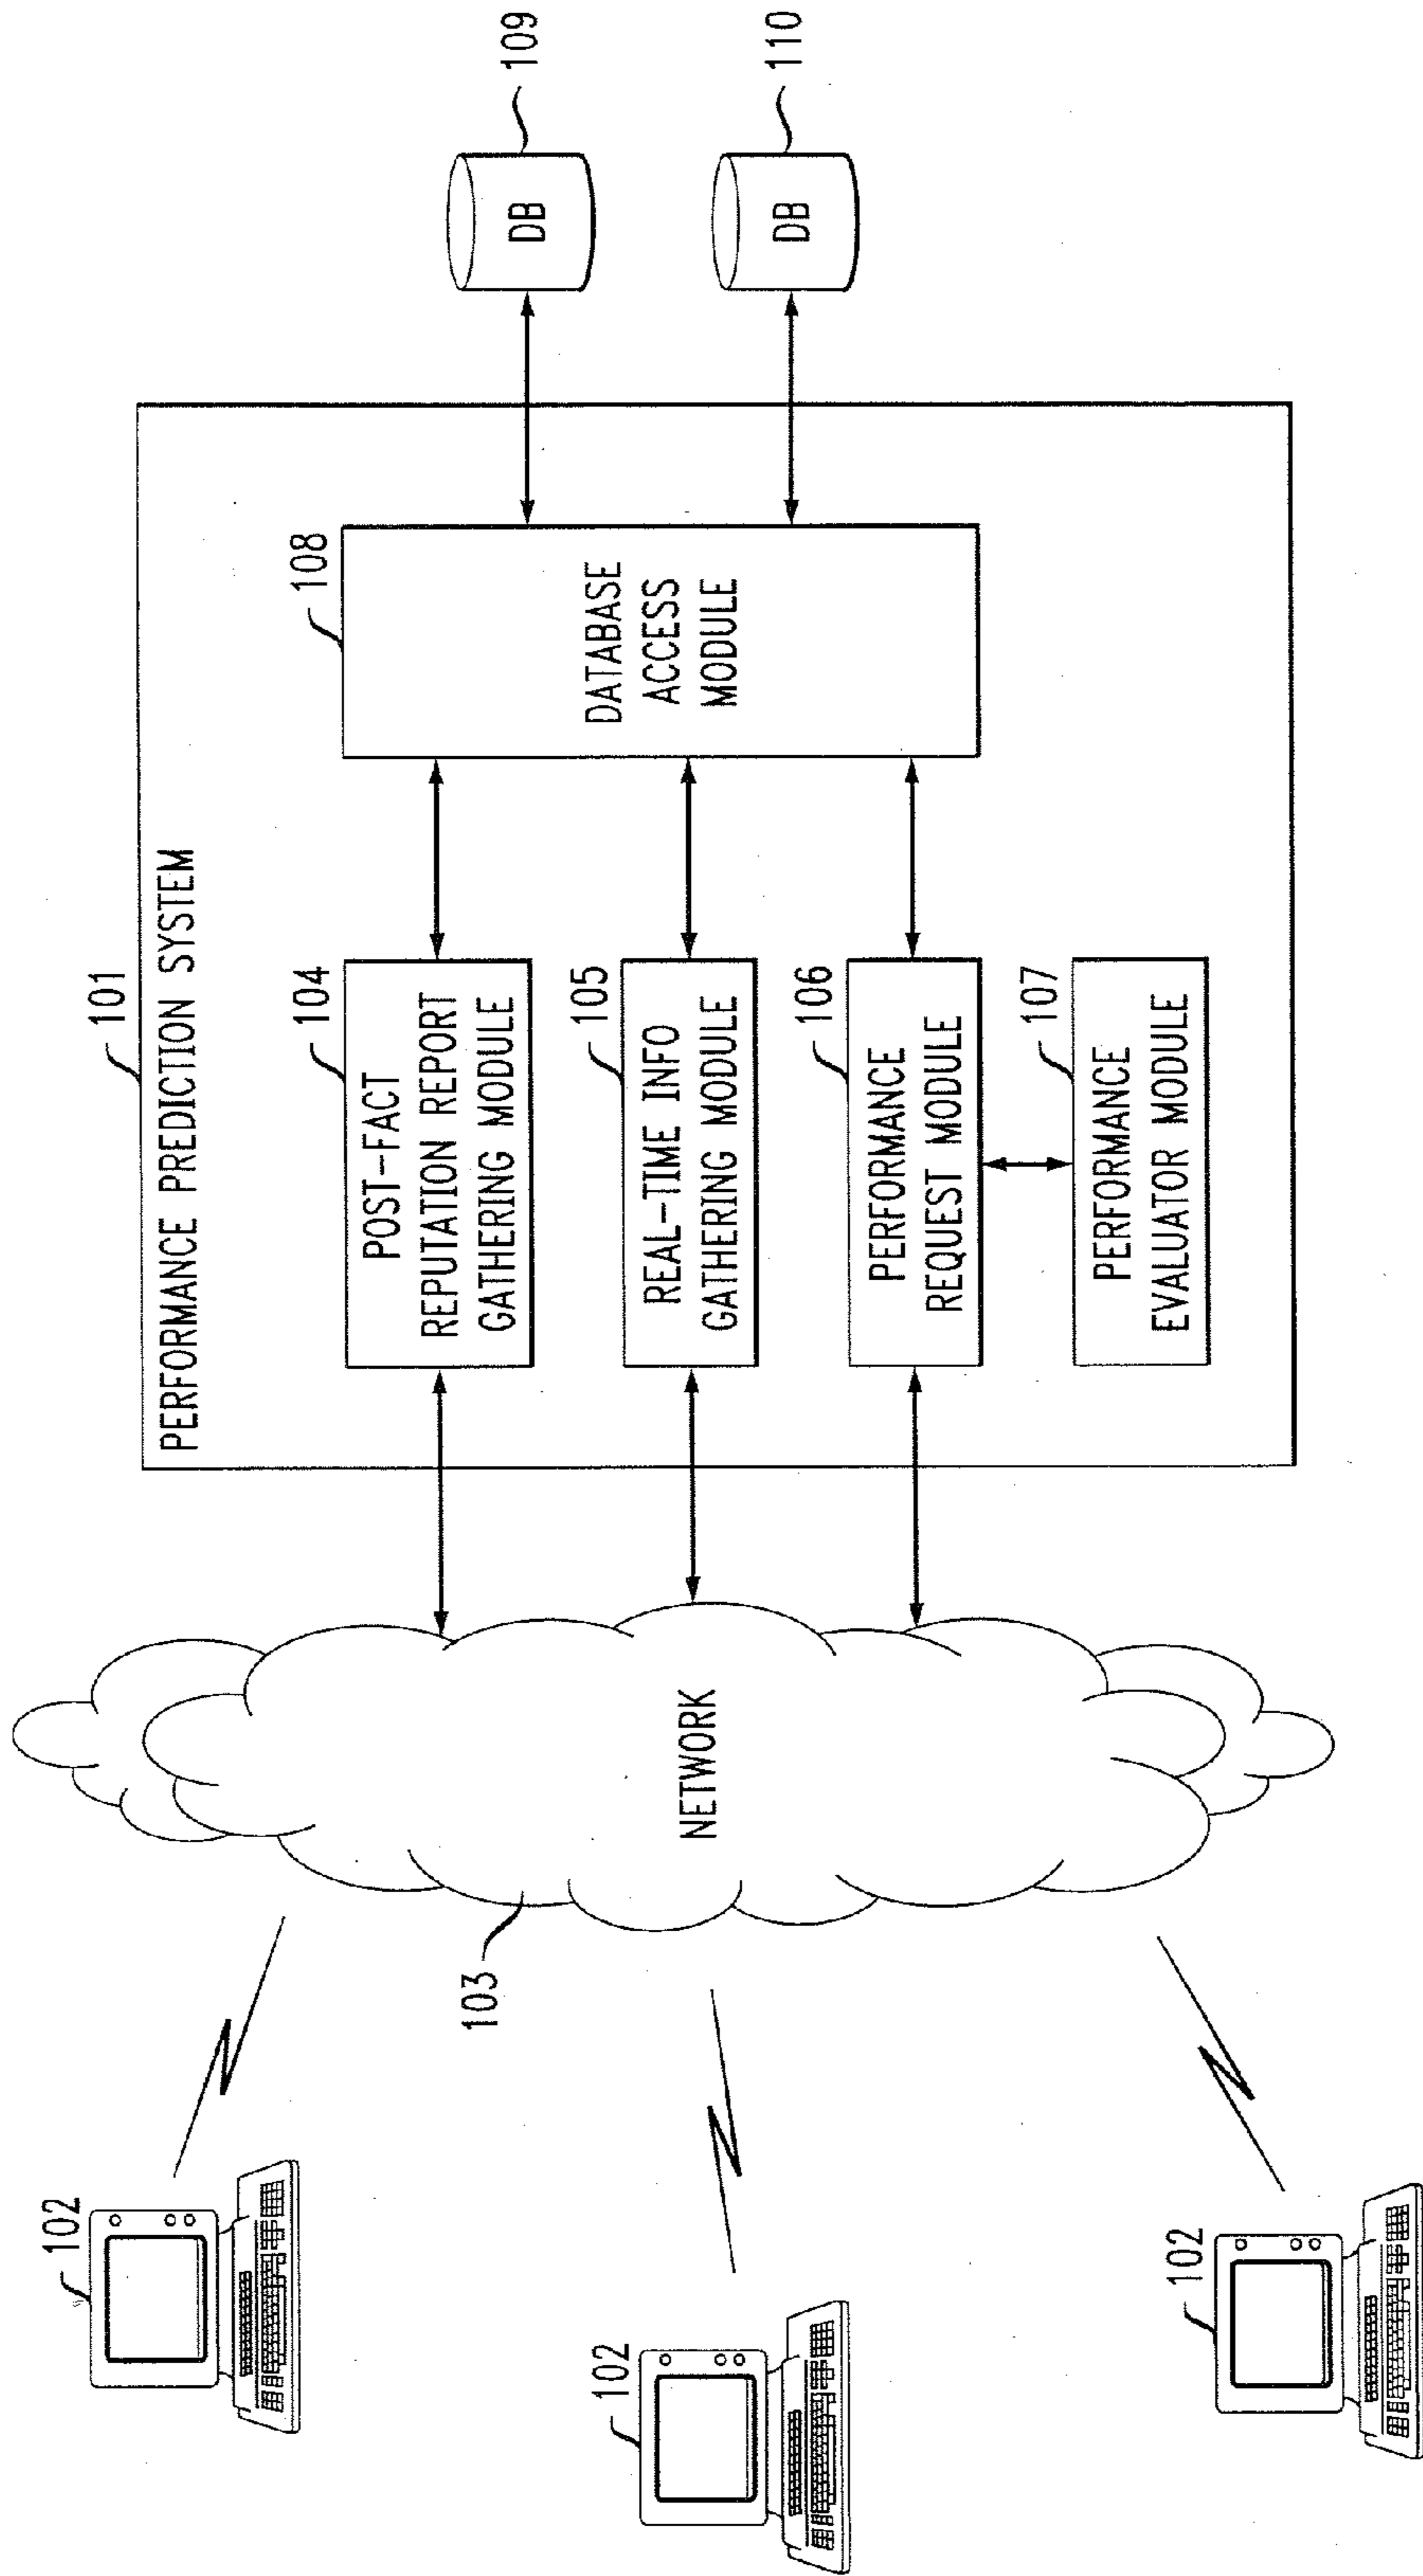 102
102
102
103
NETWORK
101
PERFORMANCE PREDICTION SYSTEM
104
POST-FACT
REPUTATION REPORT
GATHERING MODULE
105
REAL-TIME INFO
GATHERING MODULE
106
PERFORMANCE
REQUEST MODULE
107
PERFORMANCE
EVALUATOR MODULE
108
DATABASE
ACCESS
MODULE
DB
109
DB
110